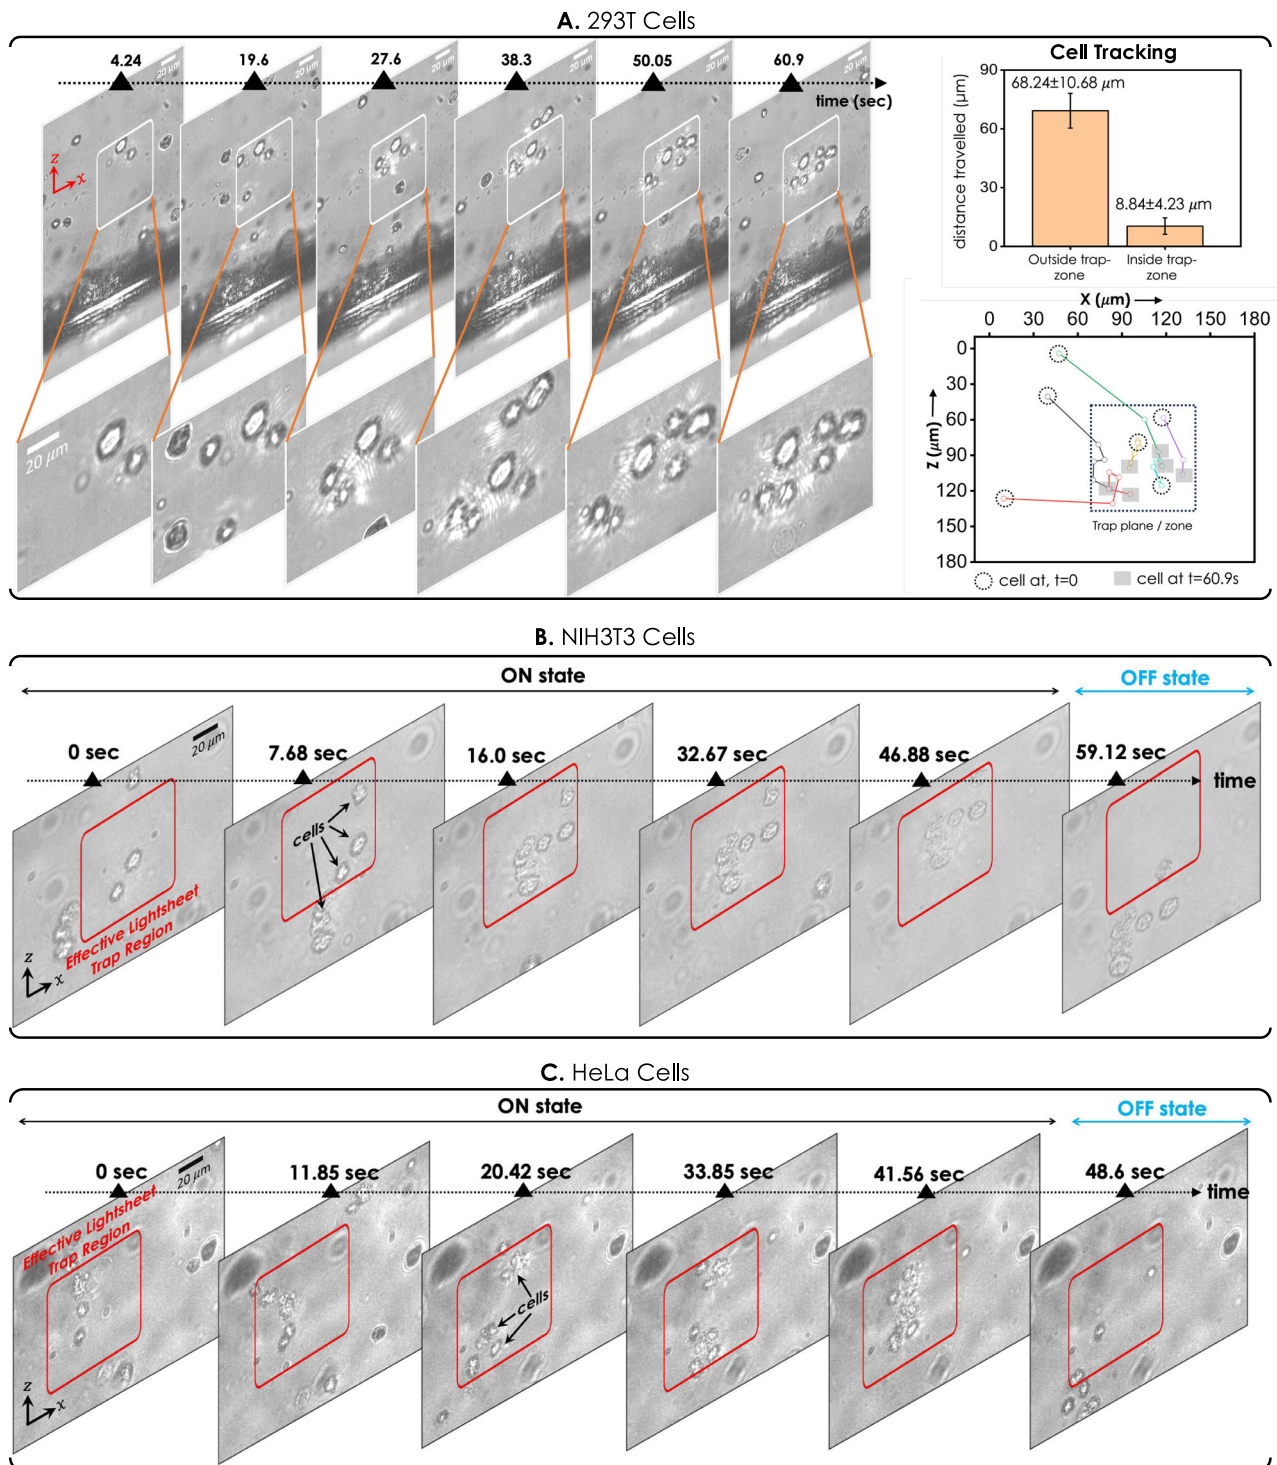 A. 293T Cells
4.24
19.6
27.6
38.3
50.05
60.9
20 μm
20 μm
20 μm
20 μm
20 μm
20 μm
time (sec)
z
x
20 μm
Cell Tracking
distance travelled (μm)
90
60
30
0
68.24±10.68 μm
8.84±4.23 μm
Outside trap-
zone
Inside trap-
zone
X (μm)
0 30 60 90 120 150 180
Z (μm)
0
30
60
90
120
150
180
Trap plane / zone
cell at, t=0
cell at t=60.9s
B. NIH3T3 Cells
ON state
OFF state
0 sec
7.68 sec
16.0 sec
32.67 sec
46.88 sec
59.12 sec
time
20 μm
cells
Effective Lightsheet
Trap Region
z
x
C. HeLa Cells
ON state
OFF state
0 sec
11.85 sec
20.42 sec
33.85 sec
41.56 sec
48.6 sec
time
20 μm
Effective Lightsheet
Trap Region
cells
z
x